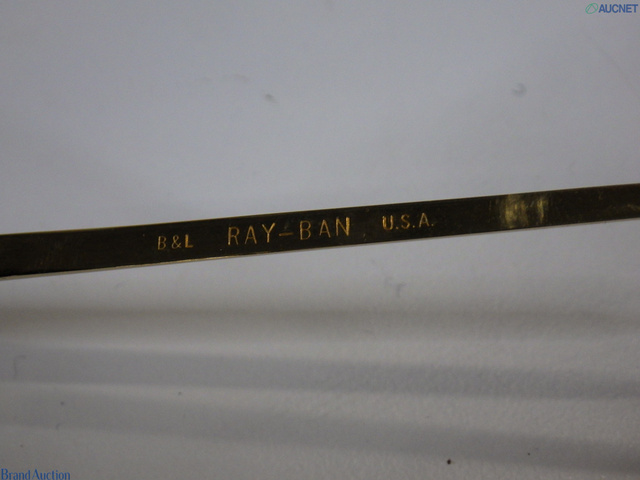 AUCNET
B&L RAY-BAN U.S.A.
Brand Auction